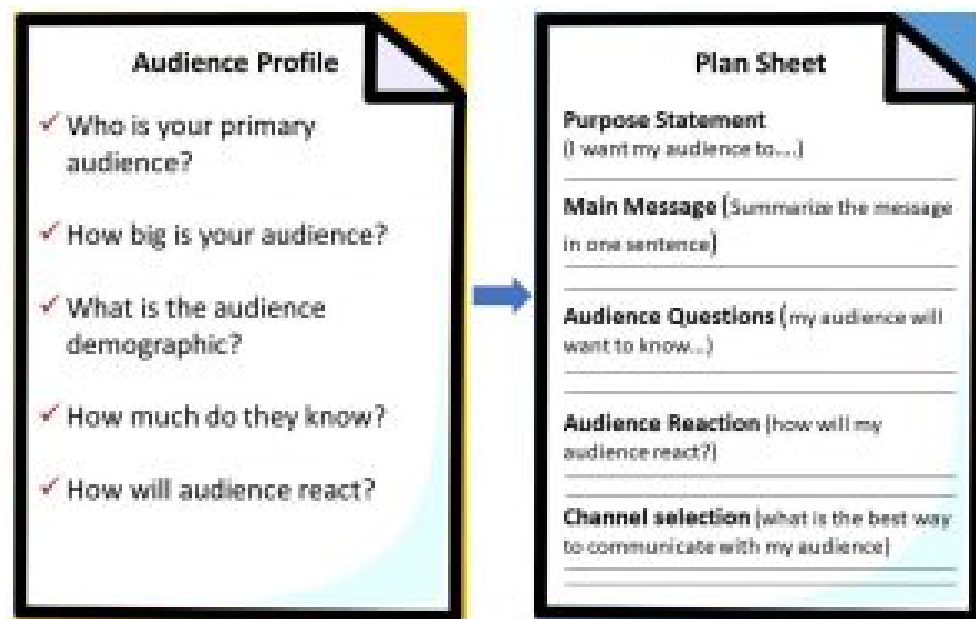 Audience Profile
Who is your primary
audience?
How big is your audience?
What is the audience
demographic?
How much do they know?
How will audience react?
Plan Sheet
Purpose Statement
(I want my audience to....)
Main Message (Summarize the message
in one sentence)
Audience Questions (my audience will
want to know...)
Audience Reaction (how will my
audience react?)
Channel selection (what is the best way
to communicate with my audience)